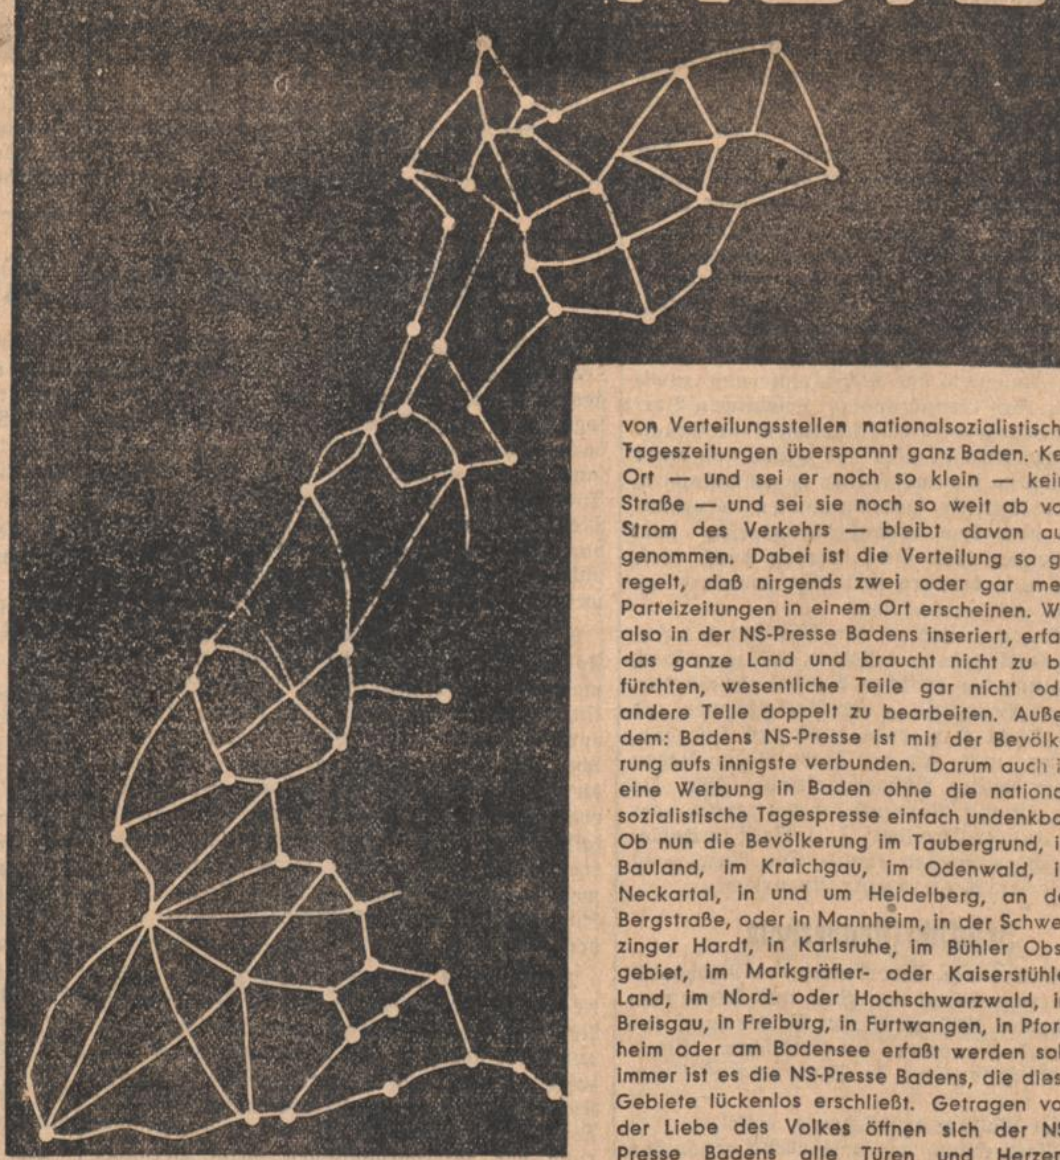 von Verteilungsstellen nationalsozialistisch
Tageszeitungen überspannt ganz Baden. Ke
Ort — und sei er noch so klein — kein
Straße — und sei sie noch so weit ab vo
Strom des Verkehrs — bleibt davon au
genommen. Dabei ist die Verteilung so g
regelt, daß nirgends zwei oder gar me
Parteizeitungen in einem Ort erscheinen. W
also in der NS-Presse Badens inseriert, erfa
das ganze Land und braucht nicht zu b
fürchten, wesentliche Teile gar nicht od
andere Teile doppelt zu bearbeiten. Auße
dem: Badens NS-Presse ist mit der Bevölk
rung aufs innigste verbunden. Darum auch i
eine Werbung in Baden ohne die nationa
sozialistische Tagespresse einfach undenkba
Ob nun die Bevölkerung im Taubergrund, i
Bauland, im Kraichgau, im Odenwald, i
Neckartal, in und um Heidelberg, an de
Bergstraße, oder in Mannheim, in der Schwe
zinger Hardt, in Karlsruhe, im Bühler Obs
gebiet, im Markgräfler- oder Kaiserstühle
Land, im Nord- oder Hochschwarzwald, i
Breisgau, in Freiburg, in Furtwangen, in Pfor
heim oder am Bodensee erfaßt werden sol
immer ist es die NS-Presse Badens, die dies
Gebiete lückenlos erschließt. Getragen vo
der Liebe des Volkes öffnen sich der NS
Presse Badens alle Türen und Herzen